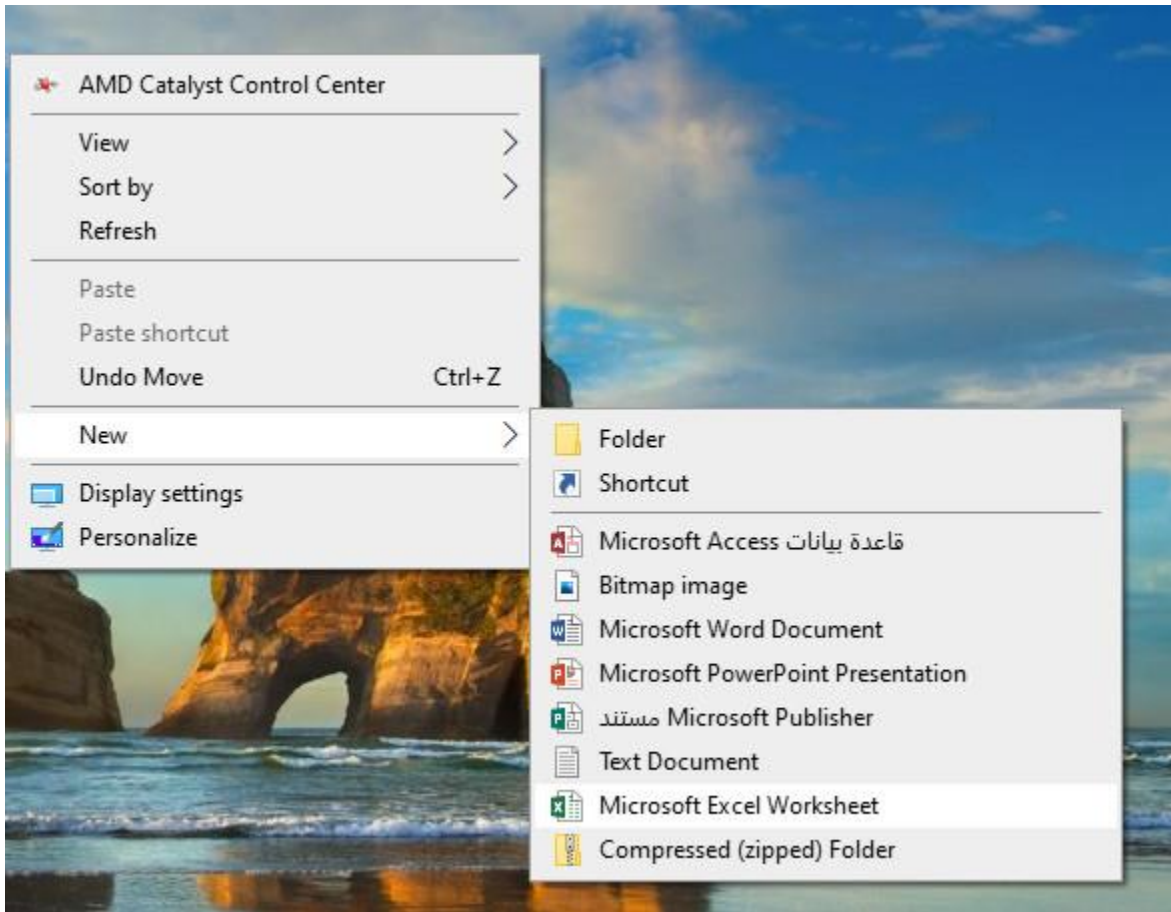 AMD Catalyst Control Center
View
Sort by
Refresh
Paste
Paste shortcut
Undo Move Ctrl+Z
New
Display settings
Personalize
Folder
Shortcut
قاعدة بيانات Microsoft Access
Bitmap image
Microsoft Word Document
Microsoft PowerPoint Presentation
مستند Microsoft Publisher
Text Document
Microsoft Excel Worksheet
Compressed (zipped) Folder